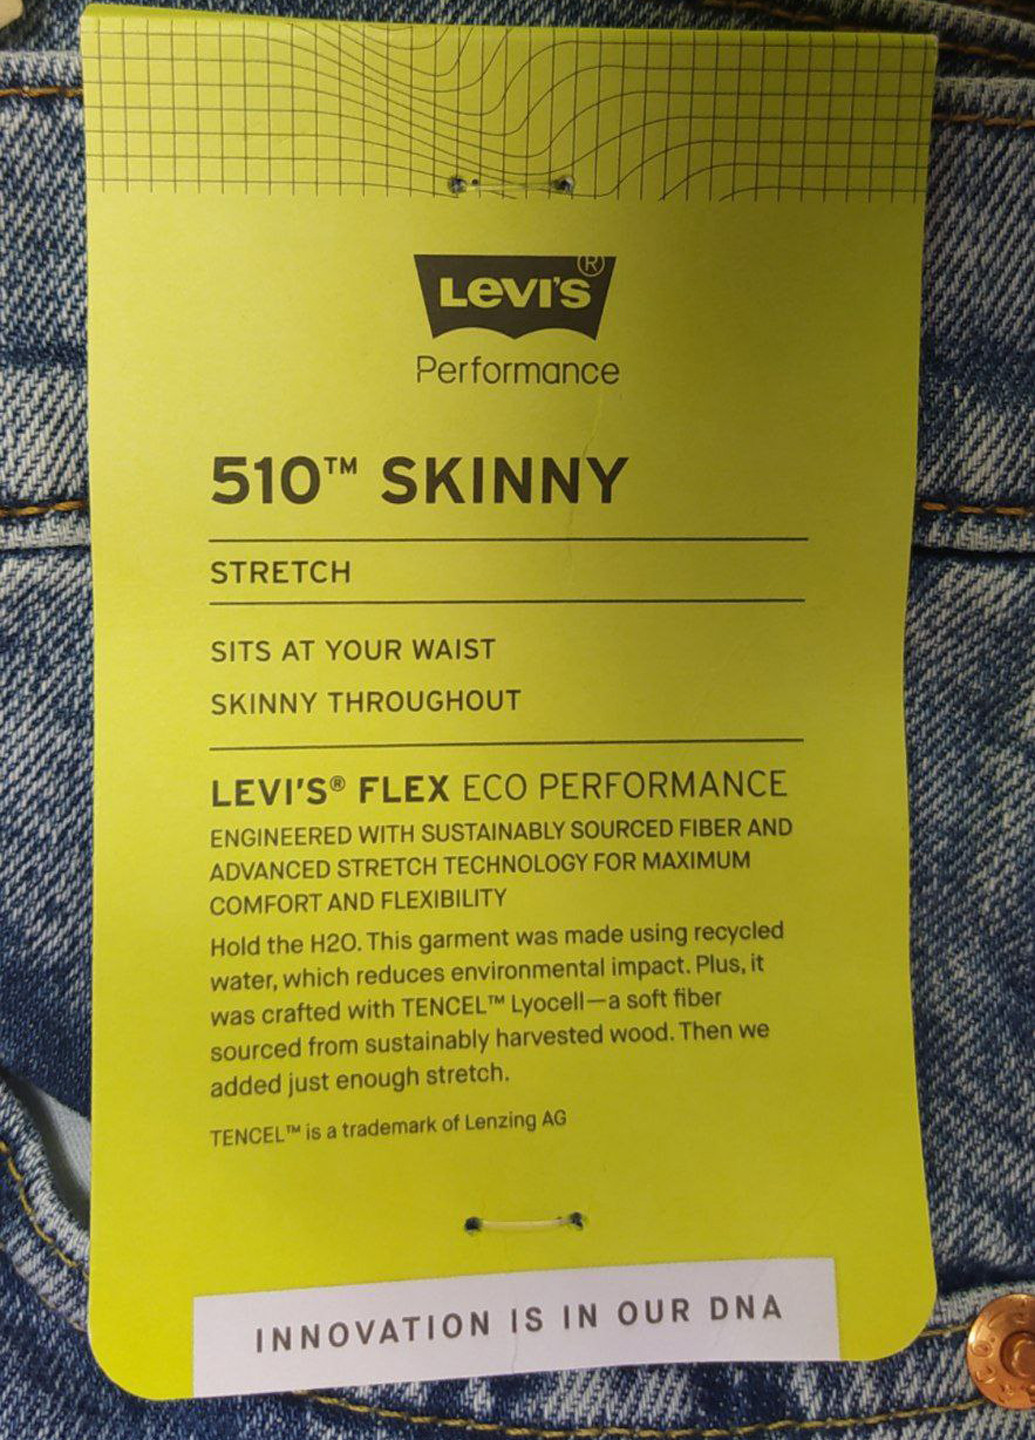 LEVI'S®
Performance
510™ SKINNY
STRETCH
SITS AT YOUR WAIST
SKINNY THROUGHOUT
LEVI'S® FLEX ECO PERFORMANCE
ENGINEERED WITH SUSTAINABLY SOURCED FIBER AND
ADVANCED STRETCH TECHNOLOGY FOR MAXIMUM
COMFORT AND FLEXIBILITY
Hold the H2O. This garment was made using recycled
water, which reduces environmental impact. Plus, it
was crafted with TENCEL™ Lyocell—a soft fiber
sourced from sustainably harvested wood. Then we
added just enough stretch.
TENCEL™ is a trademark of Lenzing AG
INNOVATION IS IN OUR DNA